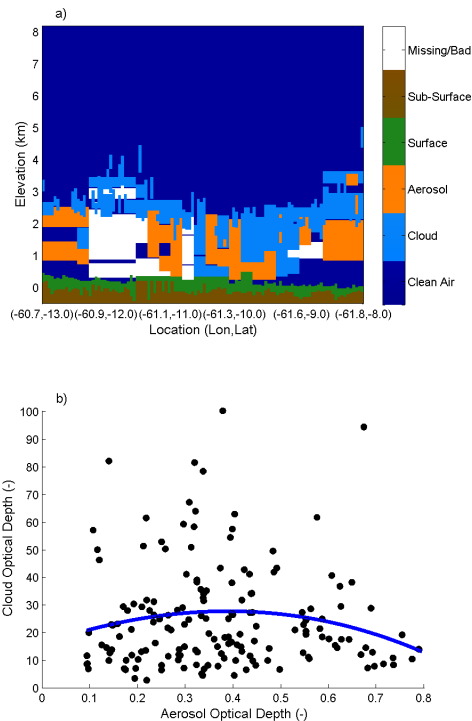 a)
8
7
6
5
4
3
2
1
0
Elevation (km)
(-60.7,-13.0) (-60.9,-12.0) (-61.1,-11.0) (-61.3,-10.0) (-61.6,-9.0) (-61.8,-8.0)
Location (Lon,Lat)
Missing/Bad
Sub-Surface
Surface
Aerosol
Cloud
Clean Air
b)
100
90
80
70
60
50
40
30
20
10
0
Cloud Optical Depth (-)
0 0.1 0.2 0.3 0.4 0.5 0.6 0.7 0.8
Aerosol Optical Depth (-)